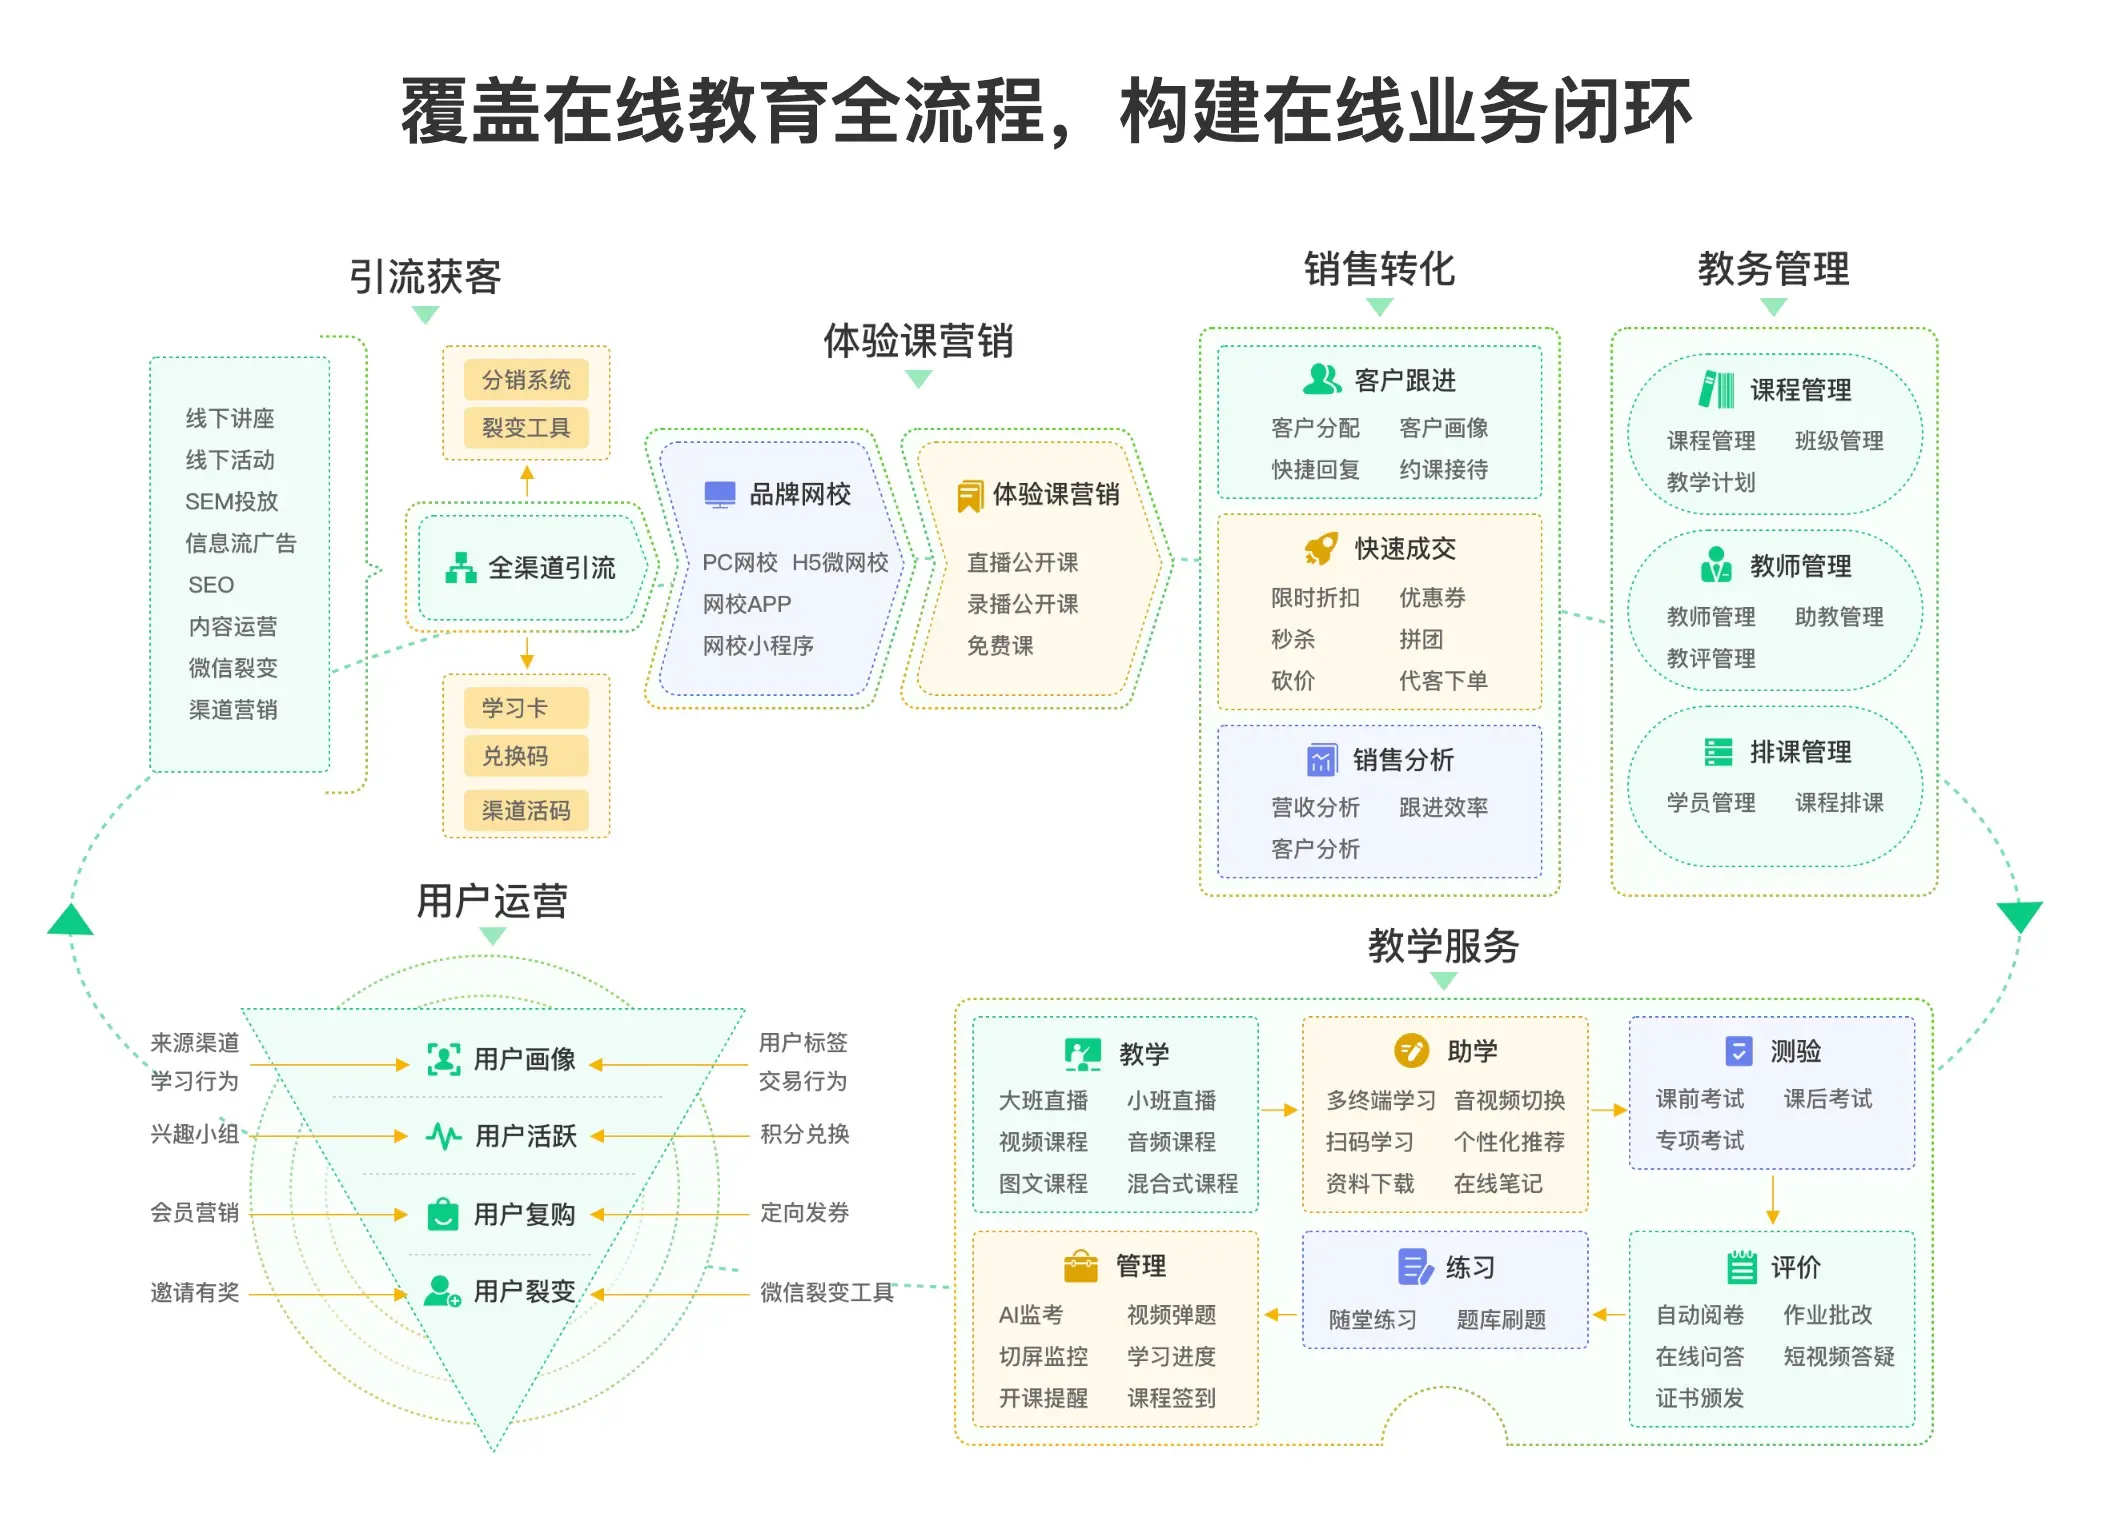 覆盖在线教育全流程，构建在线业务闭环
引流获客
线下讲座
线下活动
SEM投放
信息流广告
SEO
内容运营
微信裂变
渠道营销
分销系统
裂变工具
全渠道引流
学习卡
兑换码
渠道活码
体验课营销
品牌网校
PC网校 H5微网校
网校APP
网校小程序
体验课营销
直播公开课
录播公开课
免费课
销售转化
客户跟进
客户分配 客户画像
快捷回复 约课接待
快速成交
限时折扣 优惠券
秒杀 拼团
砍价 代客下单
销售分析
营收分析 跟进效率
客户分析
教务管理
课程管理
课程管理 班级管理
教学计划
教师管理
教师管理 助教管理
教评管理
排课管理
学员管理 课程排课
用户运营
来源渠道
学习行为
用户画像
用户标签
交易行为
兴趣小组
用户活跃
积分兑换
会员营销
用户复购
定向发券
邀请有奖
用户裂变
微信裂变工具
教学服务
教学
大班直播 小班直播
视频课程 音频课程
图文课程 混合式课程
助学
多终端学习 音视频切换
扫码学习 个性化推荐
资料下载 在线笔记
测验
课前考试 课后考试
专项考试
管理
AI监考 视频弹题
切屏监控 学习进度
开课提醒 课程签到
练习
随堂练习 题库刷题
评价
自动阅卷 作业批改
在线问答 短视频答疑
证书颁发